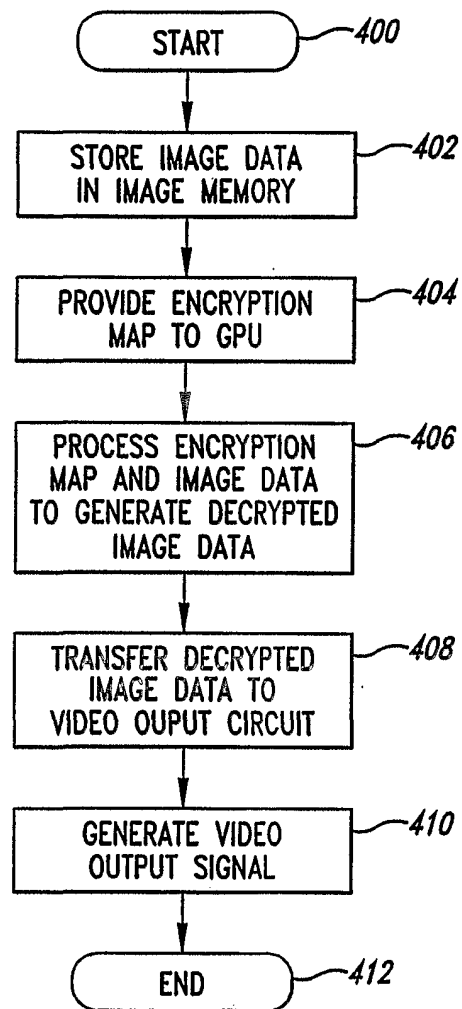 START
400
STORE IMAGE DATA
IN IMAGE MEMORY
402
PROVIDE ENCRYPTION
MAP TO GPU
404
PROCESS ENCRYPTION
MAP AND IMAGE DATA
TO GENERATE DECRYPTED
IMAGE DATA
406
TRANSFER DECRYPTED
IMAGE DATA TO
VIDEO OUPUT CIRCUIT
408
GENERATE VIDEO
OUTPUT SIGNAL
410
END
412